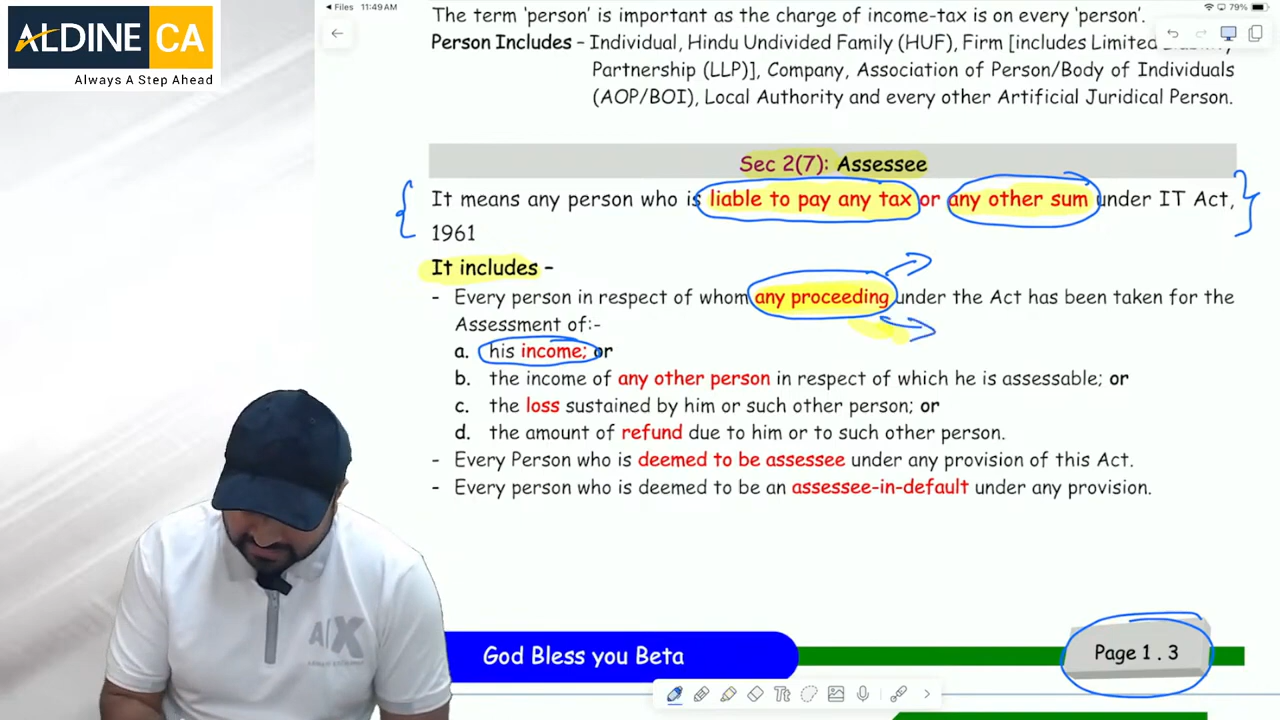 Files 11:49 AM
79%
ALDINE CA
Always A Step Ahead
The term ‘person’ is important as the charge of income-tax is on every ‘person’.
Person Includes – Individual, Hindu Undivided Family (HUF), Firm [includes Limited Liability
Partnership (LLP)], Company, Association of Person/Body of Individuals
(AOP/BOI), Local Authority and every other Artificial Juridical Person.
Sec 2(7): Assessee
It means any person who is liable to pay any tax or any other sum under IT Act,
1961
It includes –
- Every person in respect of whom any proceeding under the Act has been taken for the
Assessment of:-
a. his income; or
b. the income of any other person in respect of which he is assessable; or
c. the loss sustained by him or such other person; or
d. the amount of refund due to him or to such other person.
- Every Person who is deemed to be assessee under any provision of this Act.
- Every person who is deemed to be an assessee-in-default under any provision.
God Bless you Beta
Page 1 . 3
Tt